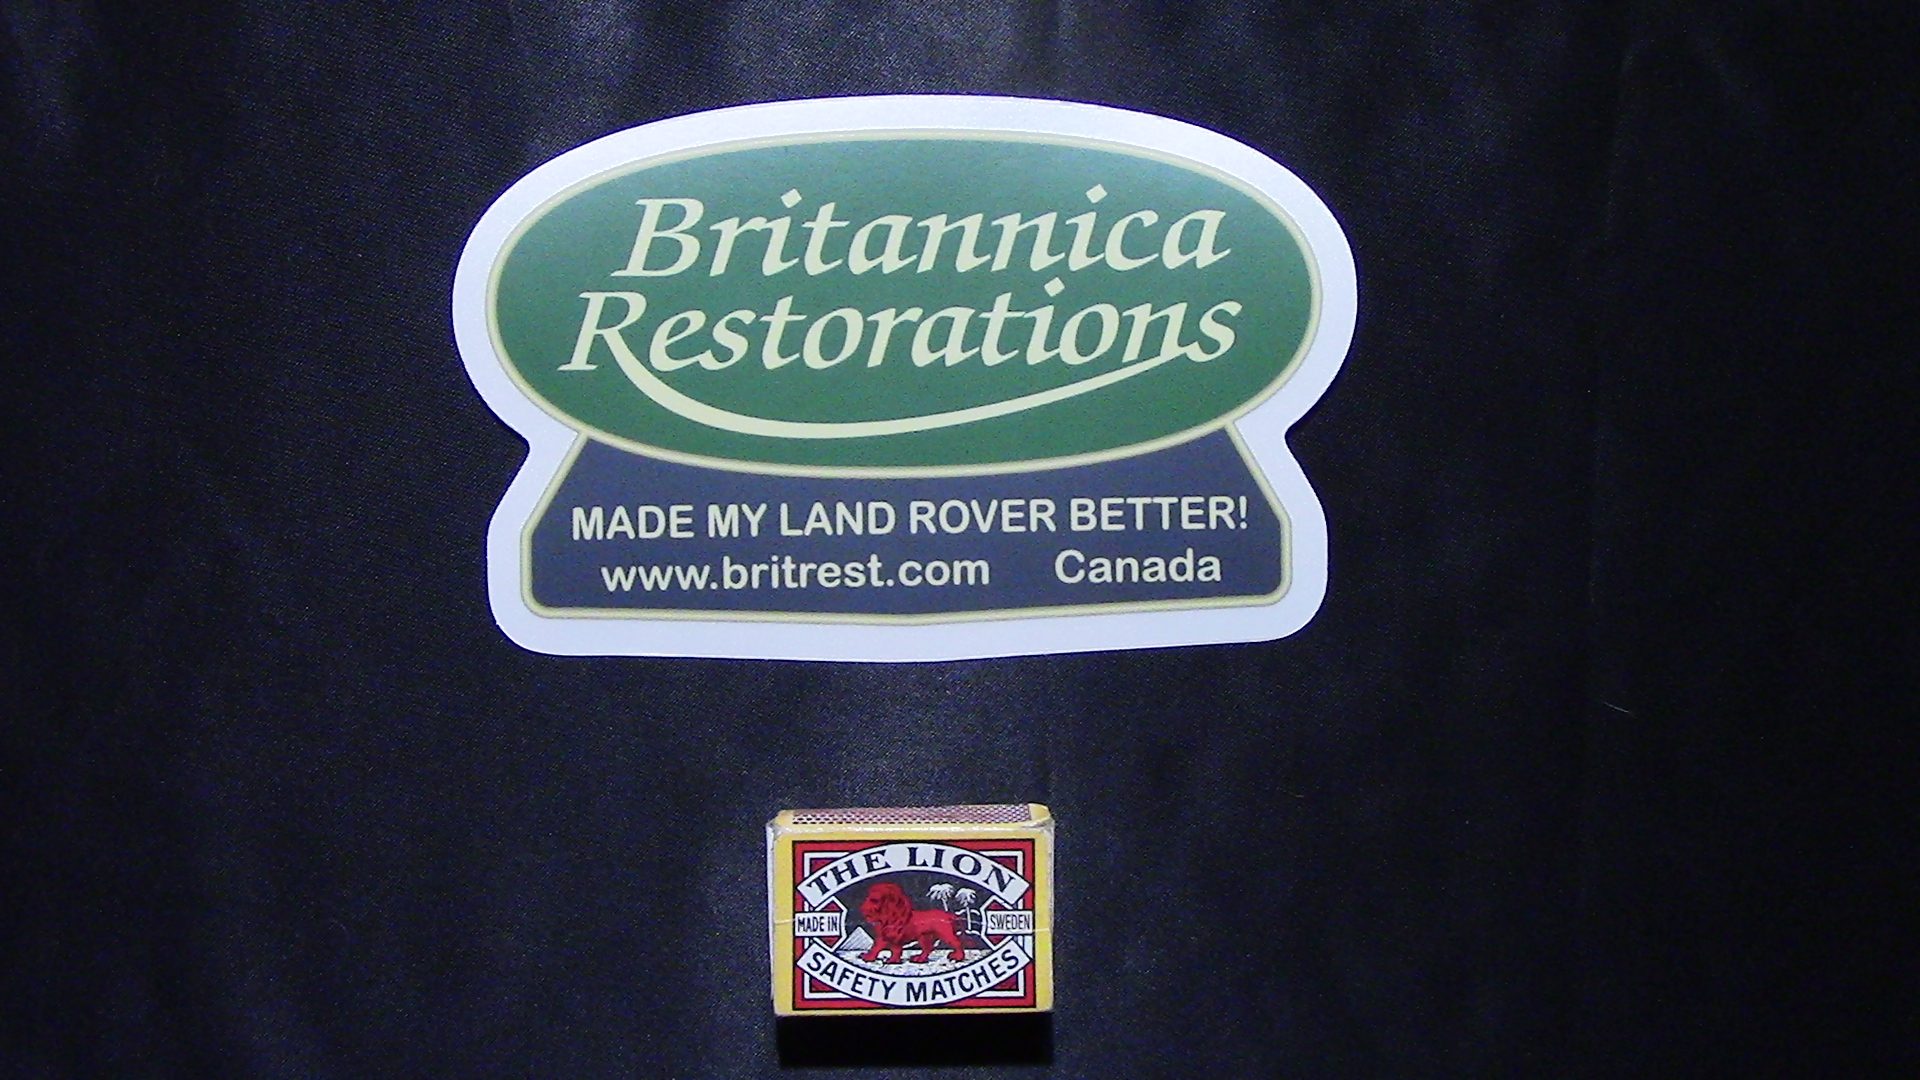 Britannica
Restorations
MADE MY LAND ROVER BETTER!
www.britrest.com Canada
THE LION
MADE IN SWEDEN
SAFETY MATCHES